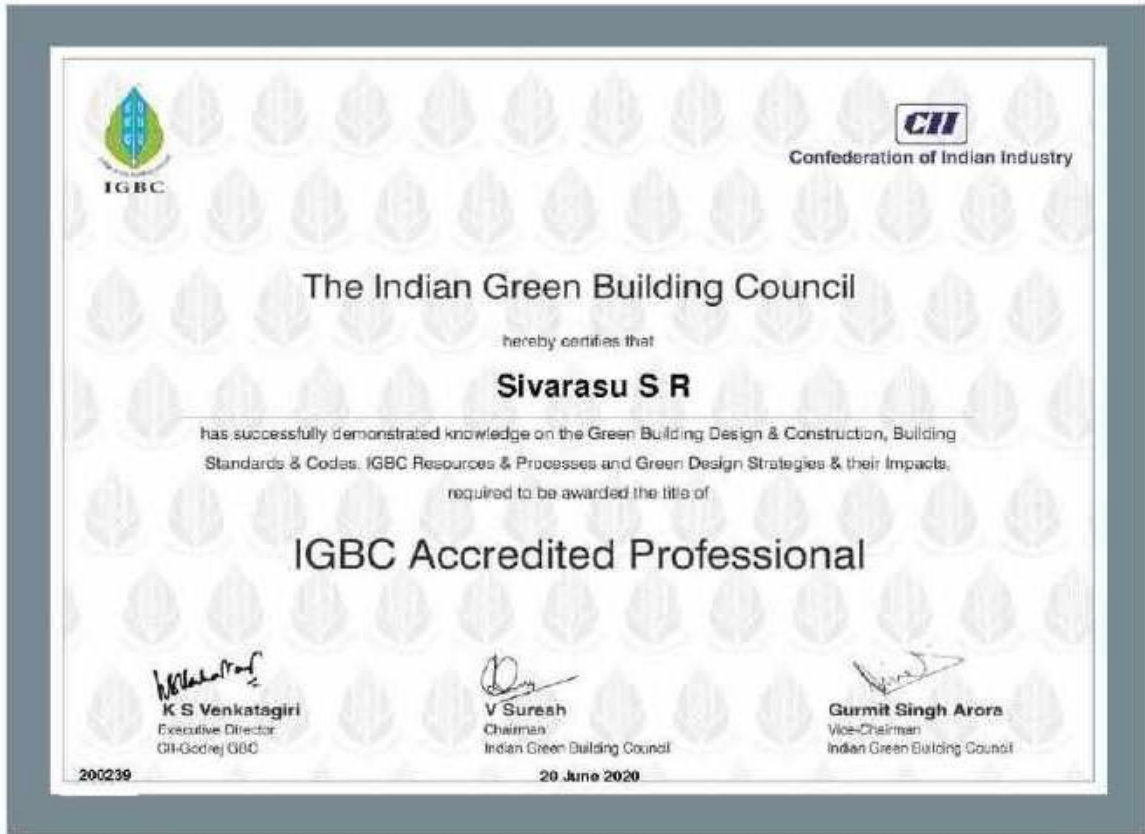 IGBC
CII
Confederation of Indian Industry
The Indian Green Building Council
hereby certifies that
Sivarasu S R
has successfully demonstrated knowledge on the Green Building Design & Construction, Building
Standards & Codes, IGBC Resources & Processes and Green Design Strategies & their Impacts,
required to be awarded the title of
IGBC Accredited Professional
K S Venkatagiri
Executive Director
CII-Godrej GBC
V Suresh
Chairman
Indian Green Building Council
Gurmit Singh Arora
Vice-Chairman
Indian Green Building Council
200239
20 June 2020